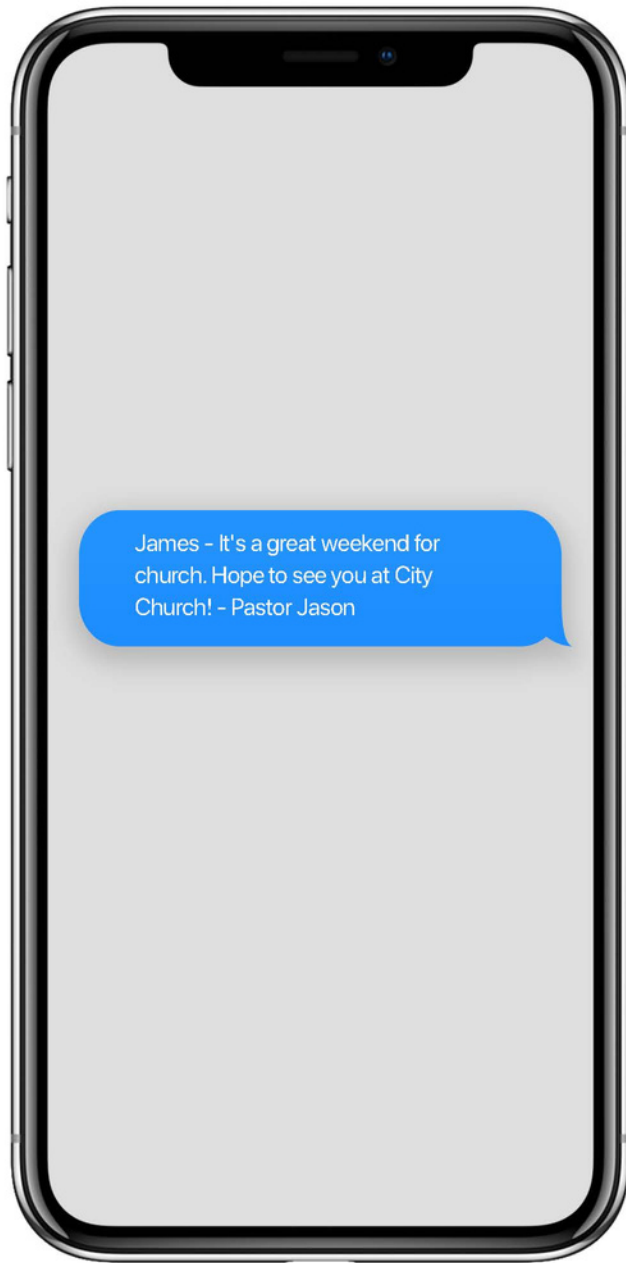 James - It's a great weekend for
church. Hope to see you at City
Church! - Pastor Jason